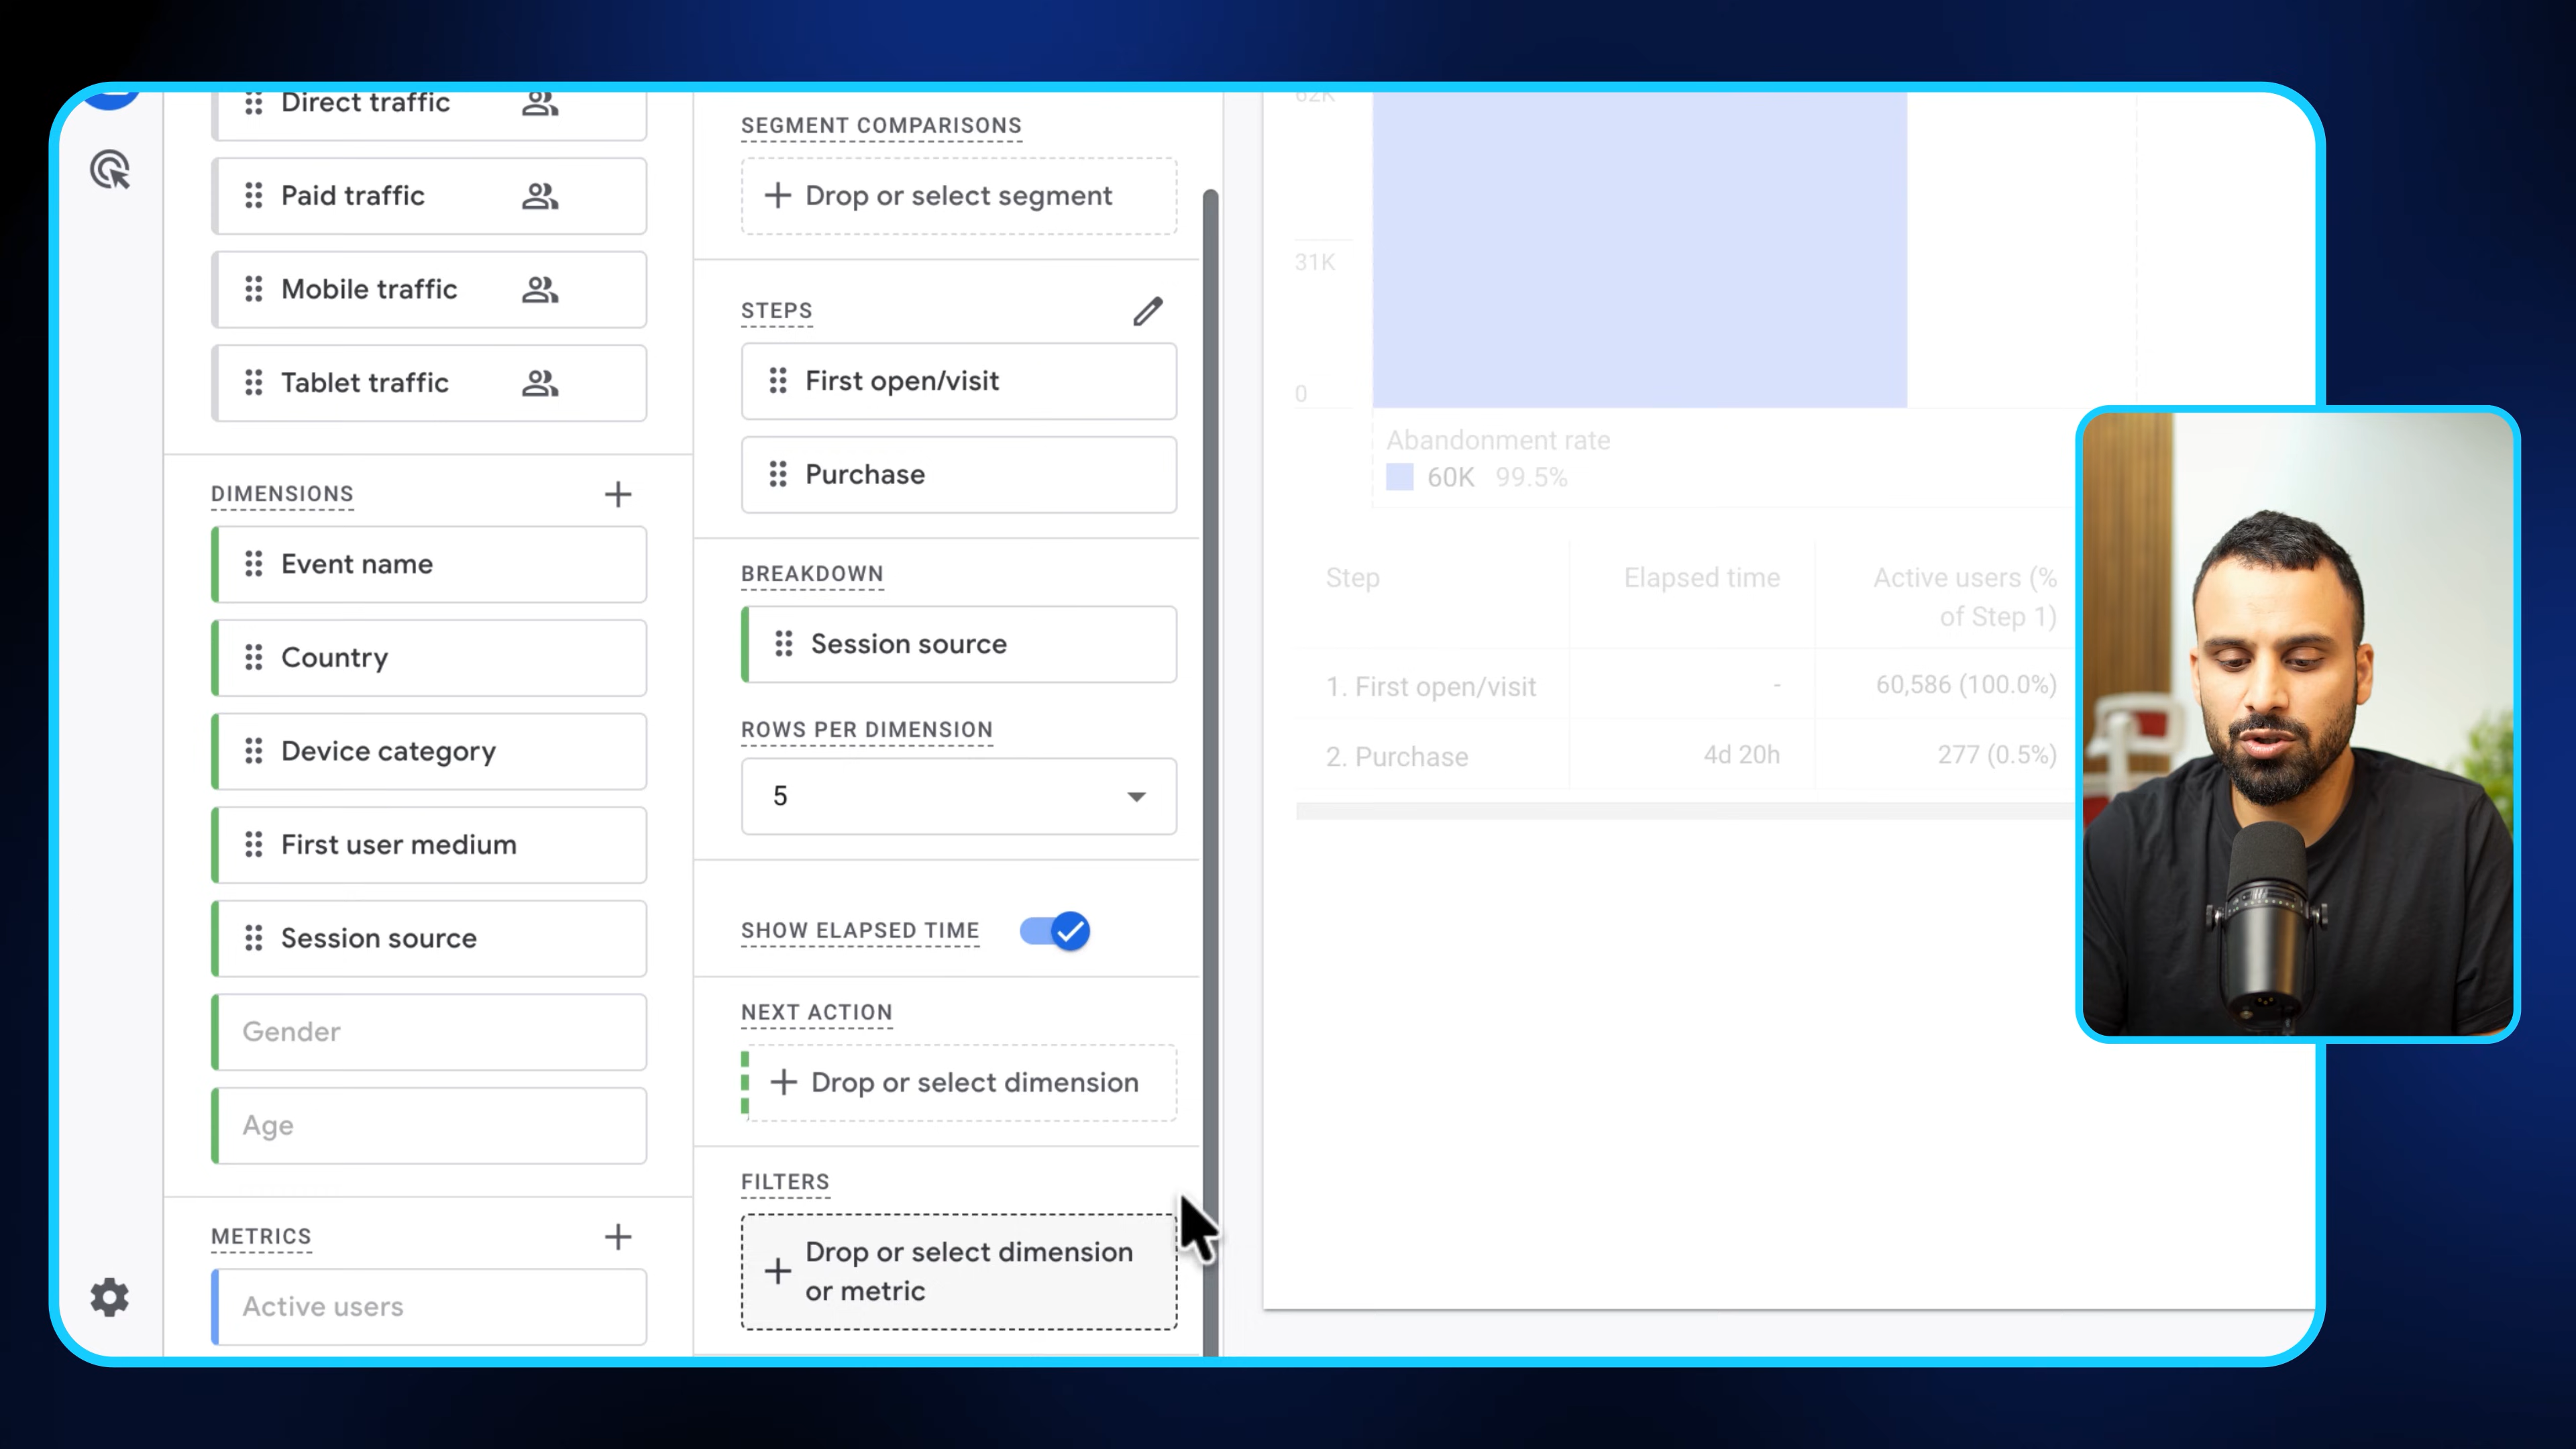 Direct traffic
Paid traffic
Mobile traffic
Tablet traffic
DIMENSIONS
Event name
Country
Device category
First user medium
Session source
Gender
Age
METRICS
Active users
SEGMENT COMPARISONS
Drop or select segment
STEPS
First open/visit
Purchase
BREAKDOWN
Session source
ROWS PER DIMENSION
5
SHOW ELAPSED TIME
NEXT ACTION
Drop or select dimension
FILTERS
Drop or select dimension
or metric
62K
31K
0
Abandonment rate
60K 99.5%
Step Elapsed time Active users (%
of Step 1)
1. First open/visit - 60,586 (100.0%)
2. Purchase 4d 20h 277 (0.5%)